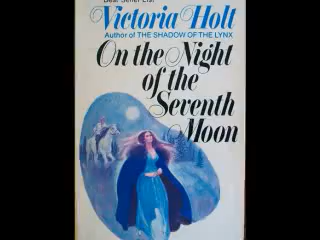 Best Seller List
Victoria Holt
Author of THE SHADOW OF THE LYNX
On the Night
of the
Seventh
Moon